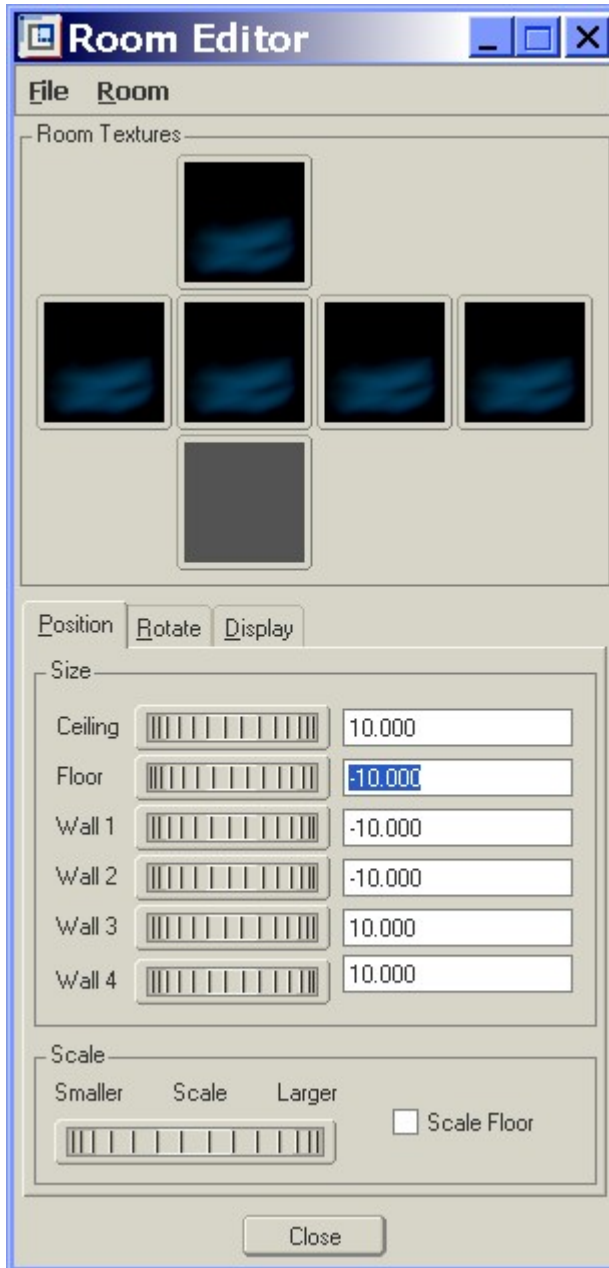 Room Editor
File Room
Room Textures
Position Rotate Display
Size
Ceiling 10.000
Floor -10.000
Wall 1 -10.000
Wall 2 -10.000
Wall 3 10.000
Wall 4 10.000
Scale
Smaller Scale Larger
Scale Floor
Close